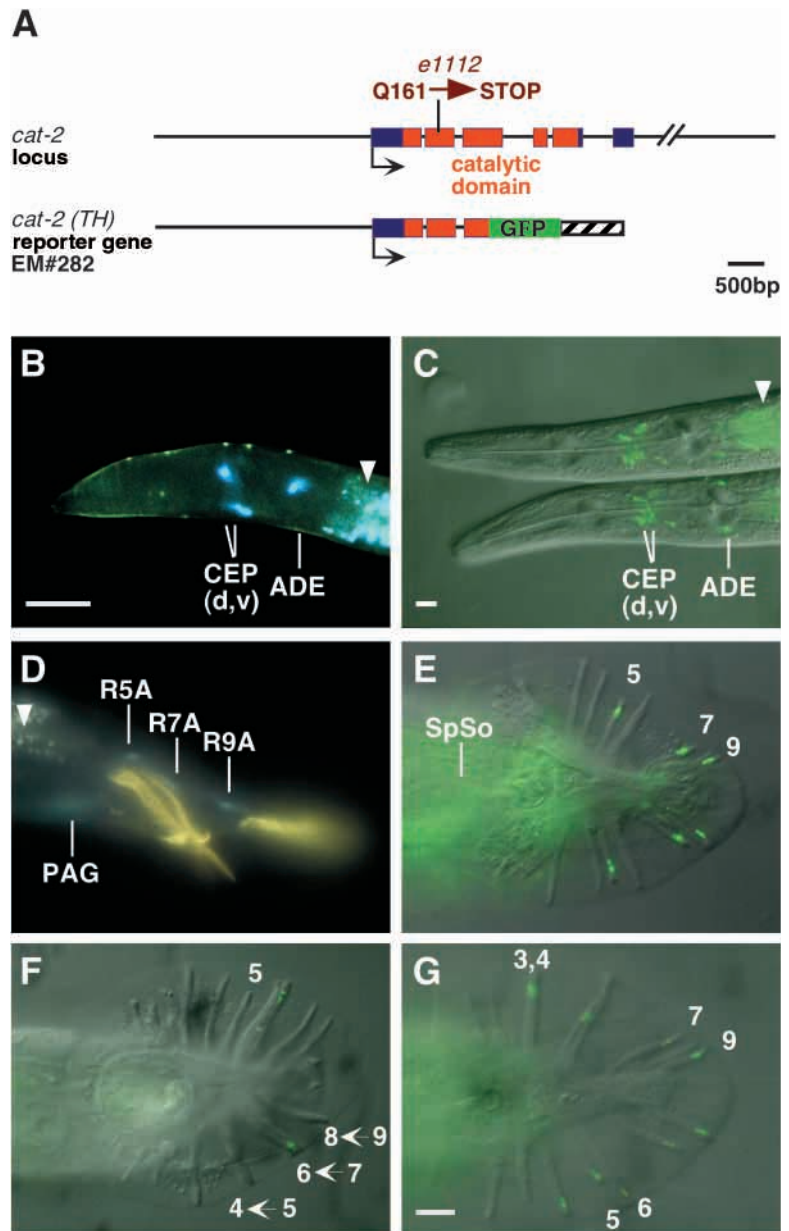 A
e1112
Q161 STOP
cat-2
locus
catalytic
domain
cat-2 (TH)
reporter gene
EM#282
GFP
500bp
B
CEP
(d,v)
ADE
C
CEP
(d,v)
ADE
D
R5A
R7A
R9A
PAG
E
5
7
9
SpSo
F
5
8 9
6 7
4 5
G
3,4
7
9
5 6